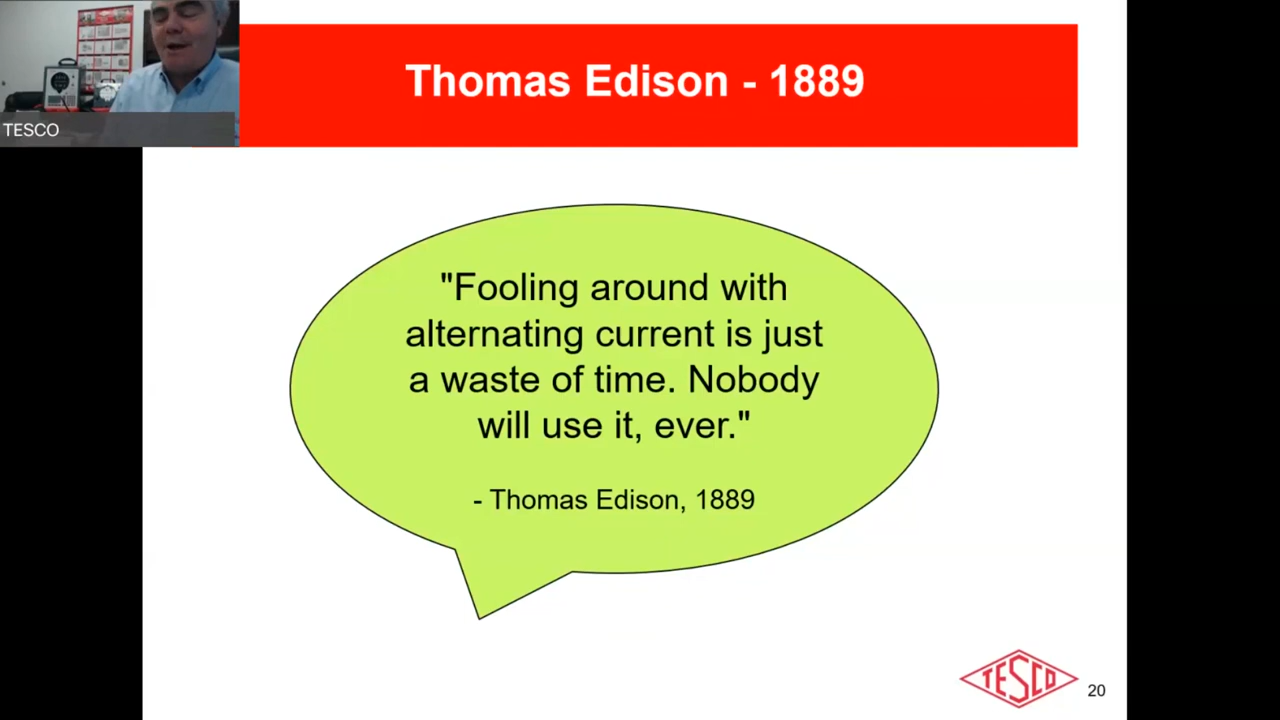 TESCO
Thomas Edison - 1889
"Fooling around with
alternating current is just
a waste of time. Nobody
will use it, ever."
- Thomas Edison, 1889
TESCO
20